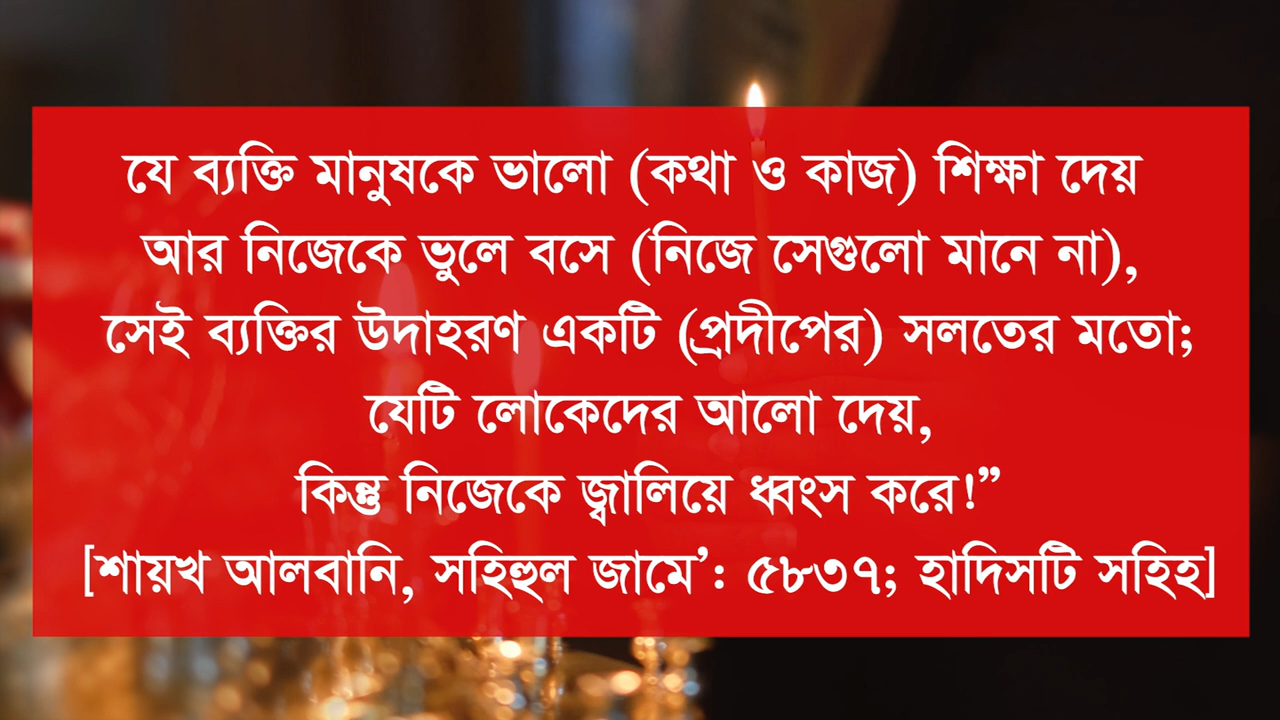 যে ব্যক্তি মানুষকে ভালো (কথা ও কাজ) শিক্ষা দেয়
আর নিজেকে ভুলে বসে (নিজে সেগুলো মানে না),
সেই ব্যক্তির উদাহরণ একটি (প্রদীপের) সলতের মতো;
যেটি লোকেদের আলো দেয়,
কিন্তু নিজেকে জ্বালিয়ে ধ্বংস করে!”
[শায়খ আলবানি, সহিহুল জামে’: ৫৮৩৭; হাদিসটি সহিহ]